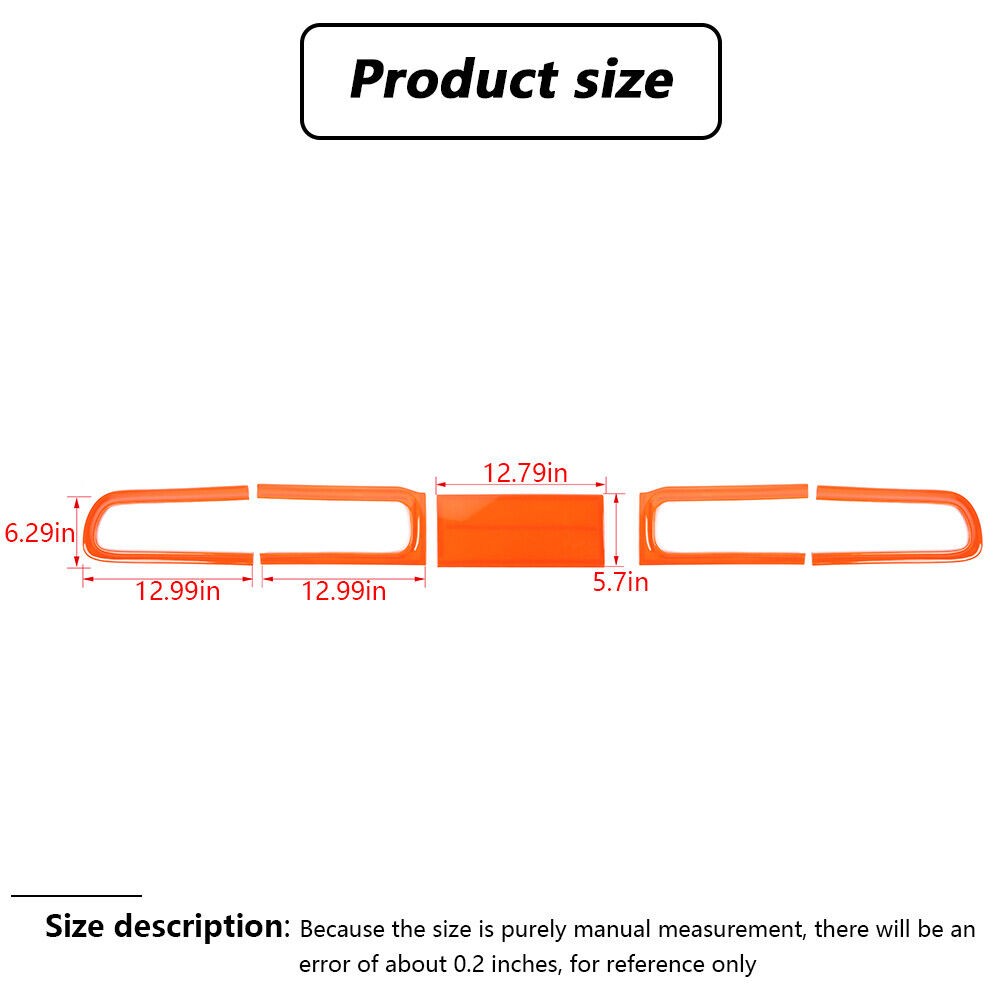 Product size
12.79in
6.29in
5.7in
12.99in
12.99in
Size description: Because the size is purely manual measurement, there will be an
error of about 0.2 inches, for reference only